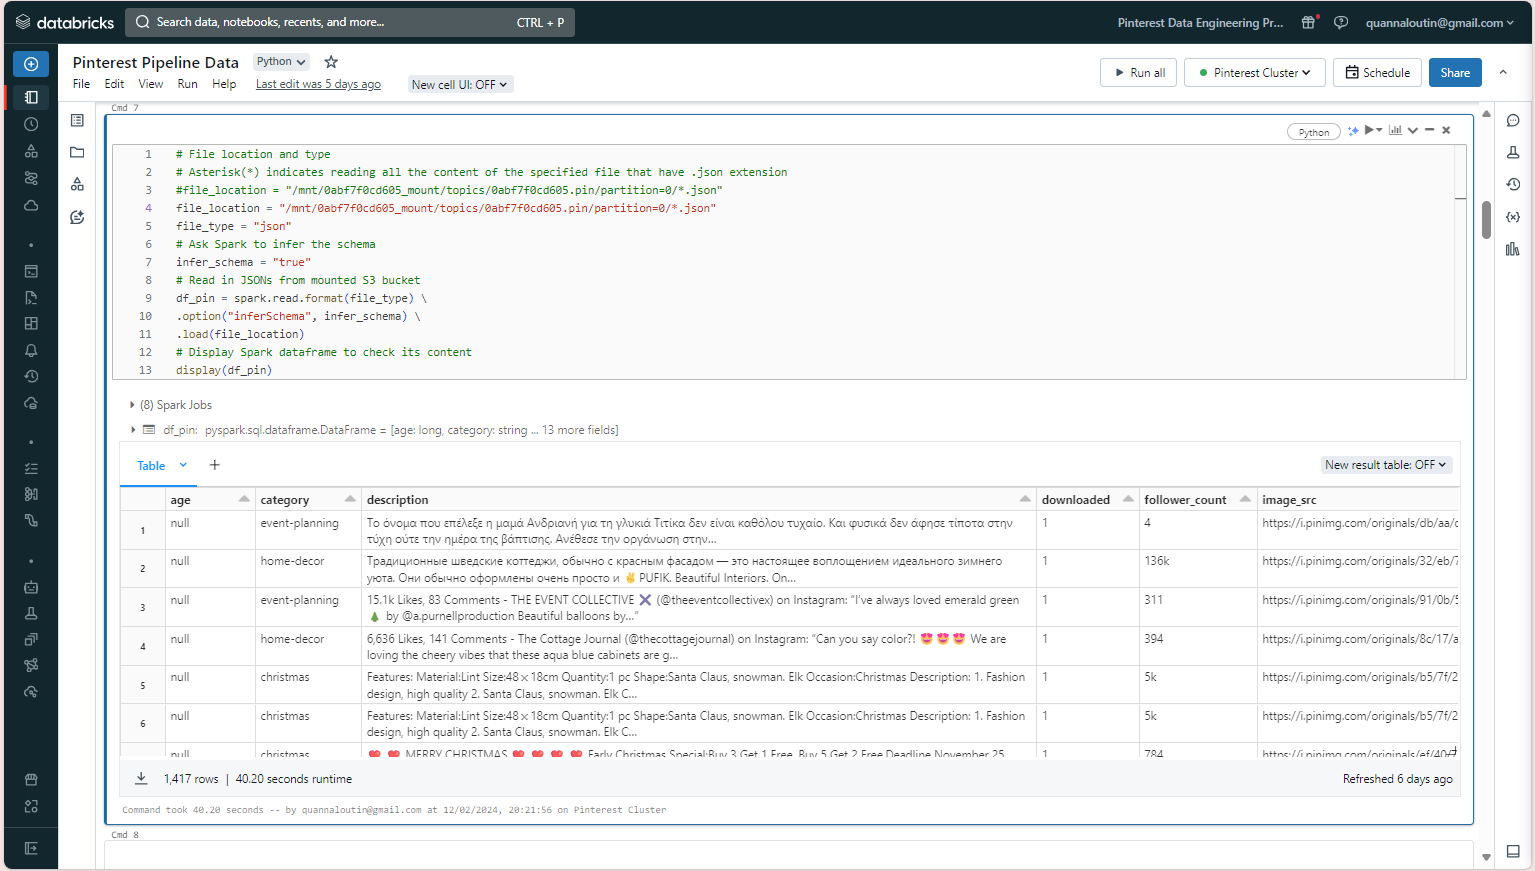 databricks
Search data, notebooks, recents, and more...
CTRL + P
Pinterest Data Engineering Pr...
quannaloutin@gmail.com
Pinterest Pipeline Data
Python
File Edit View Run Help
Last edit was 5 days ago
New cell UI: OFF
Run all
Pinterest Cluster
Schedule
Share
Cmd 7
Python
1 # File location and type
2 # Asterisk(*) indicates reading all the content of the specified file that have .json extension
3 #file_location = "/mnt/0abf7f0cd605_mount/topics/0abf7f0cd605.pin/partition=0/*.json"
4 file_location = "/mnt/0abf7f0cd605_mount/topics/0abf7f0cd605.pin/partition=0/*.json"
5 file_type = "json"
6 # Ask Spark to infer the schema
7 infer_schema = "true"
8 # Read in JSONs from mounted S3 bucket
9 df_pin = spark.read.format(file_type) \
10 .option("inferSchema", infer_schema) \
11 .load(file_location)
12 # Display Spark dataframe to check its content
13 display(df_pin)
(8) Spark Jobs
df_pin: pyspark.sql.dataframe.DataFrame = [age: long, category: string ... 13 more fields]
Table
+
New result table: OFF
age category description downloaded follower_count image_src
1 null event-planning Το όνομα που επέλεξε η μαμά Ανδριανή για τη γλυκιά Τιτίκα δεν είναι καθόλου τυχαίο. Και φυσικά δεν άφησε τίποτα στην 1 4 https://i.pinimg.com/originals/db/aa/
τύχη ούτε την ημέρα της βάπτισης. Ανέθεσε την οργάνωση στην...
2 null home-decor Традиционные шведские коттеджи, обычно с красным фасадом — это настоящее воплощением идеального зимнего 1 136k https://i.pinimg.com/originals/32/eb/7
уюта. Они обычно оформлены очень просто и ✌ PUFIK. Beautiful Interiors. On...
3 null event-planning 15.1k Likes, 83 Comments - THE EVENT COLLECTIVE ❌ (@theeventcollectivex) on Instagram: “I’ve always loved emerald green 1 311 https://i.pinimg.com/originals/91/0b/5
🌲 by @a.purnellproduction Beautiful balloons by...”
4 null home-decor 6,636 Likes, 141 Comments - The Cottage Journal (@thecottagejournal) on Instagram: “Can you say color?! 😍 😍 😍 We are 1 394 https://i.pinimg.com/originals/8c/17/a
loving the cheery vibes that these aqua blue cabinets are g...
5 null christmas Features: Material:Lint Size:48×18cm Quantity:1 pc Shape:Santa Claus, snowman. Elk Occasion:Christmas Description: 1. Fashion 1 5k https://i.pinimg.com/originals/b5/7f/2
design, high quality 2. Santa Claus, snowman. Elk C...
6 null christmas Features: Material:Lint Size:48×18cm Quantity:1 pc Shape:Santa Claus, snowman. Elk Occasion:Christmas Description: 1. Fashion 1 5k https://i.pinimg.com/originals/b5/7f/2
design, high quality 2. Santa Claus, snowman. Elk C...
null christmas ❤ ❤ MERRY CHRISTMAS ❤ ❤ ❤ ❤ Early Christmas Special:Buy 3 Get 1 Free, Buy 5 Get 2 Free Deadline November 25 1 784 https://i.pinimg.com/originals/ef/40/
1,417 rows | 40.20 seconds runtime
Refreshed 6 days ago
Command took 40.20 seconds -- by quannaloutin@gmail.com at 12/02/2024, 20:21:56 on Pinterest Cluster
Cmd 8